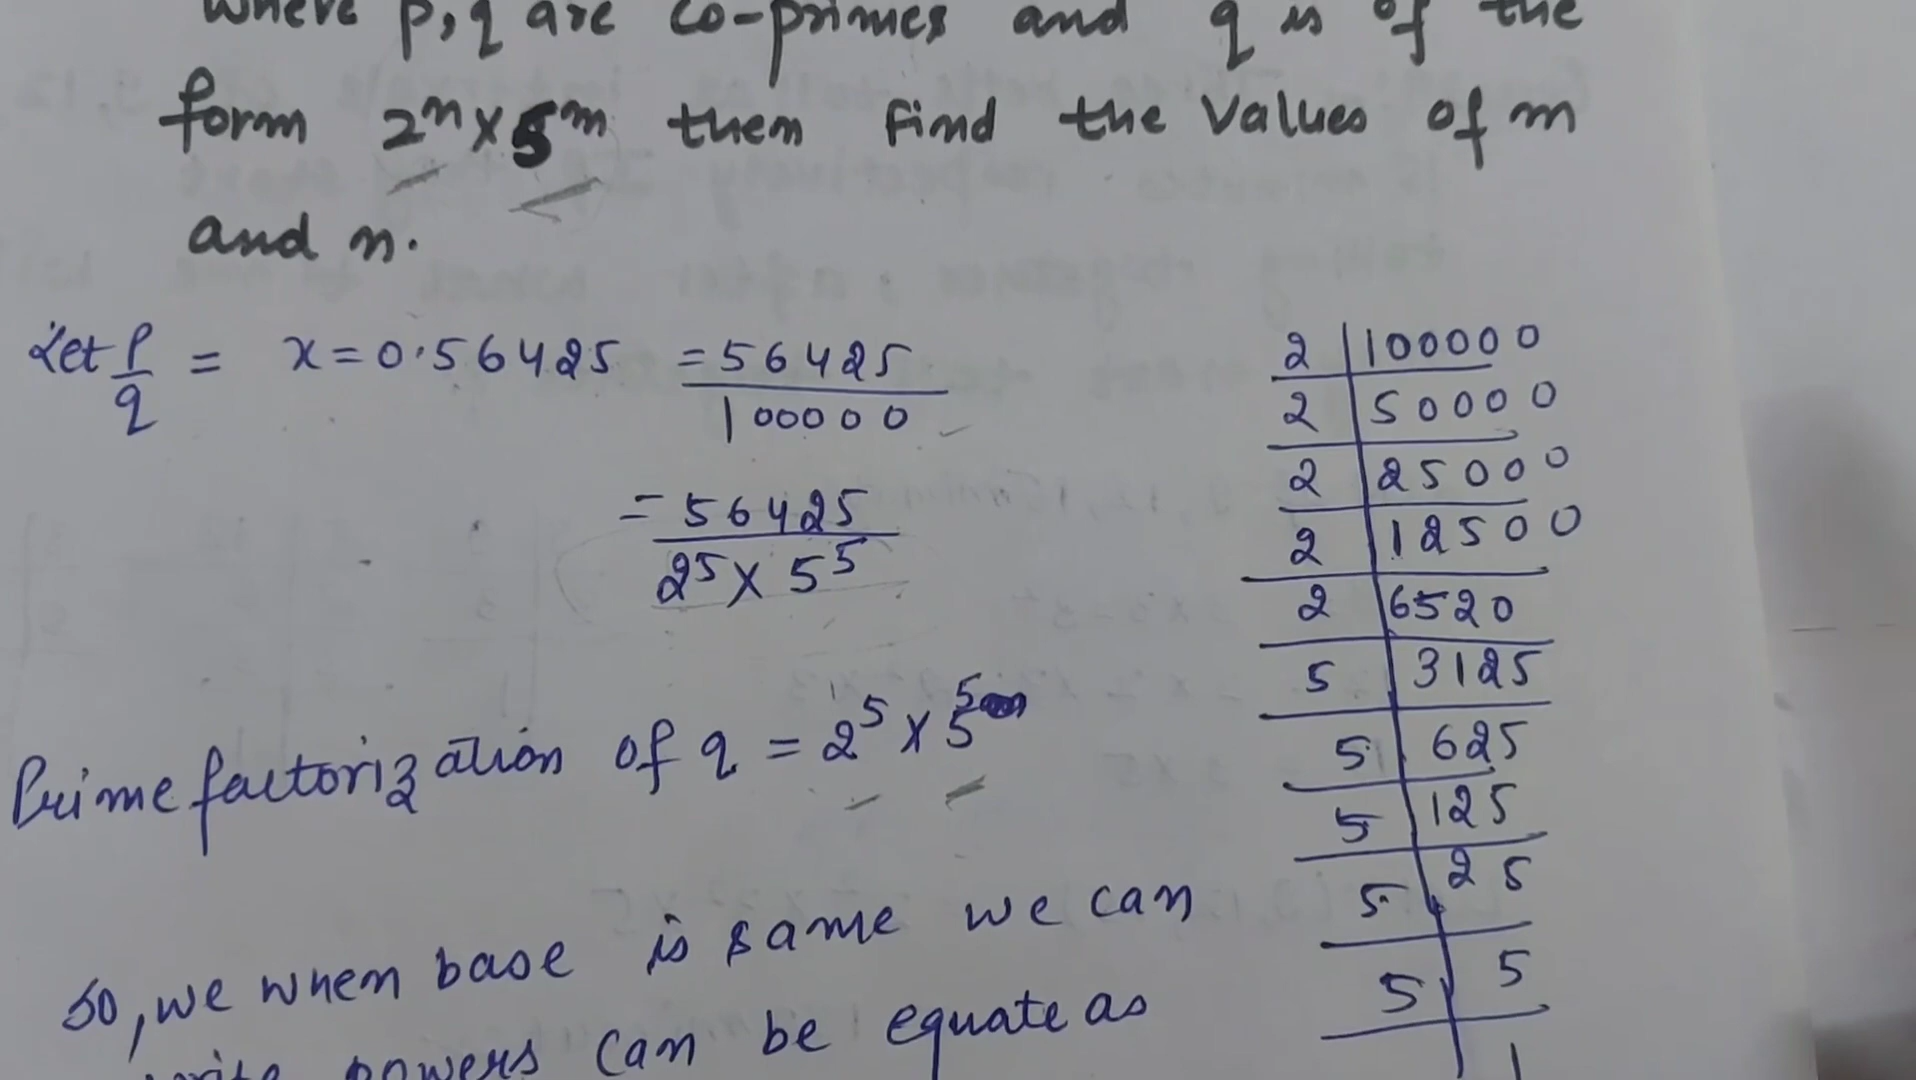 where p,q are co-primes and q is of the
form 2ⁿ×5ᵐ then find the values of m
and n.
Let p/q = x=0.56425 = 56425/100000
= 56425/2⁵×5⁵
Prime factorization of q = 2⁵×5⁵
So, we when base is same we can
write powers can be equate as
2 | 100000
2 | 50000
2 | 25000
2 | 12500
2 | 6520
5 | 3125
5 | 625
5 | 125
5 | 25
5 | 5
1